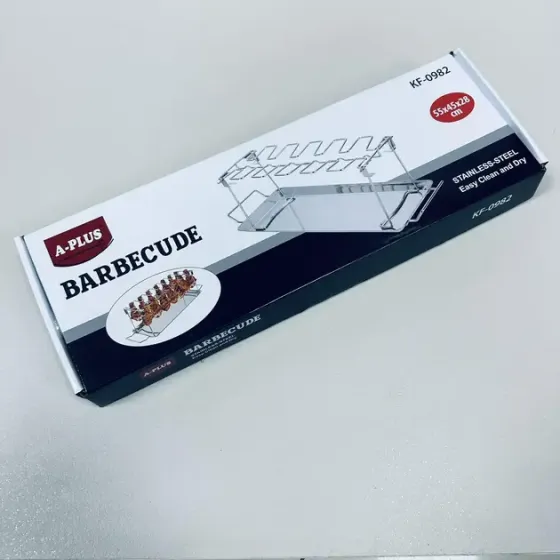 KF-0982
55x45x28
cm
STAINLESS-STEEL
Easy Clean and Dry
A-PLUS
BARBECUDE
KF-0982
A-PLUS
BARBECUDE